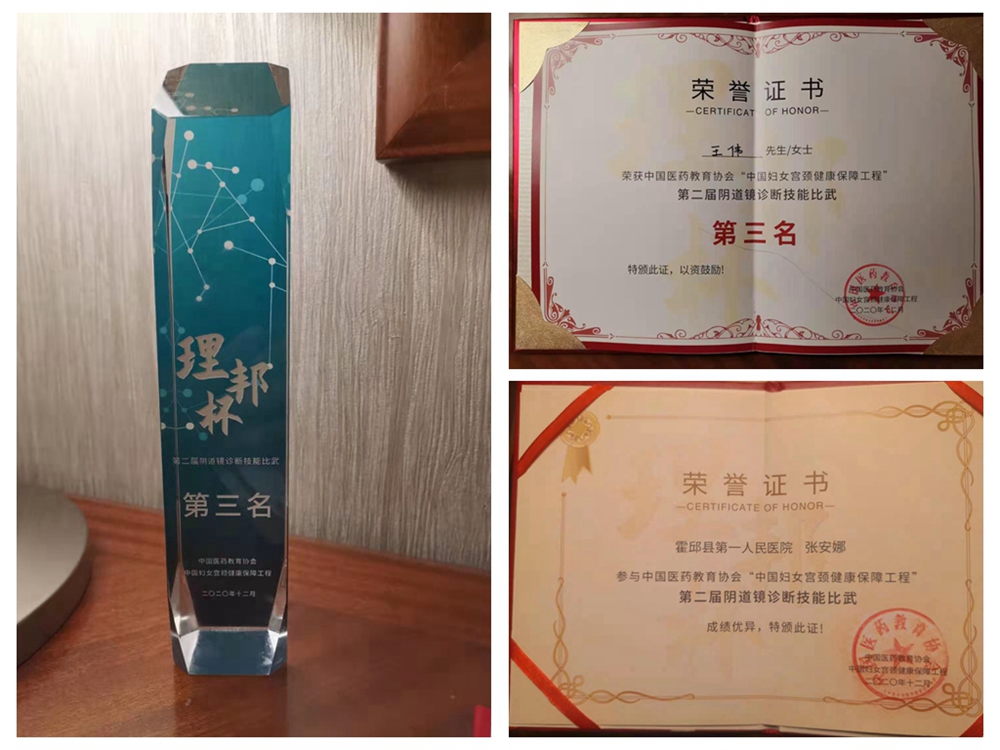 理邦杯
第二届阴道镜诊断技能比武
第三名
中国医药教育协会
中国妇女宫颈健康保障工程
二〇二〇年十二月
荣誉证书
—CERTIFICATE OF HONOR—
王伟 先生/女士
荣获中国医药教育协会“中国妇女宫颈健康保障工程”
第二届阴道镜诊断技能比武
第三名
特颁此证，以资鼓励!
中国医药教育协会
中国妇女宫颈健康保障工程
二〇二〇年十二月
荣誉证书
—CERTIFICATE OF HONOR—
霍邱县第一人民医院 张安娜
参与中国医药教育协会“中国妇女宫颈健康保障工程”
第二届阴道镜诊断技能比武
成绩优异，特颁此证!
中国医药教育协会
中国妇女宫颈健康保障工程
二〇二〇年十二月